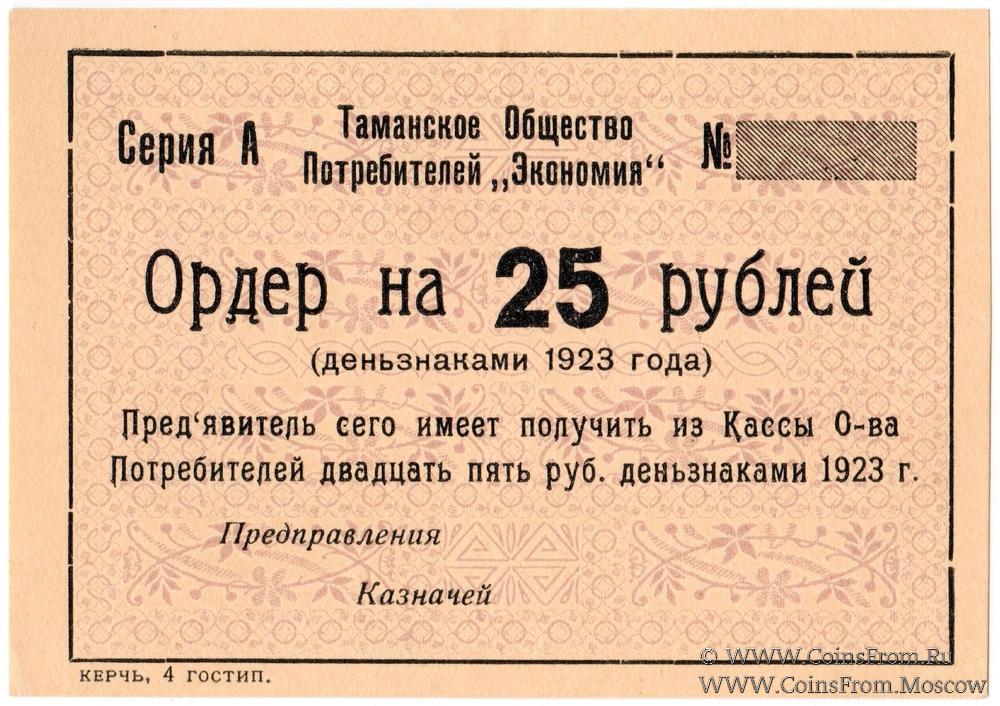 Серия А
Таманское Общество
Потребителей „Экономия“
№
Ордер на 25 рублей
(деньзнаками 1923 года)
Пред‘явитель сего имеет получить из Кассы О-ва
Потребителей двадцать пять руб. деньзнаками 1923 г.
Предправления
Казначей
КЕРЧЬ, 4 ГОСТИП.
© WWW.CoinsFrom.Ru
WWW.CoinsFrom.Moscow